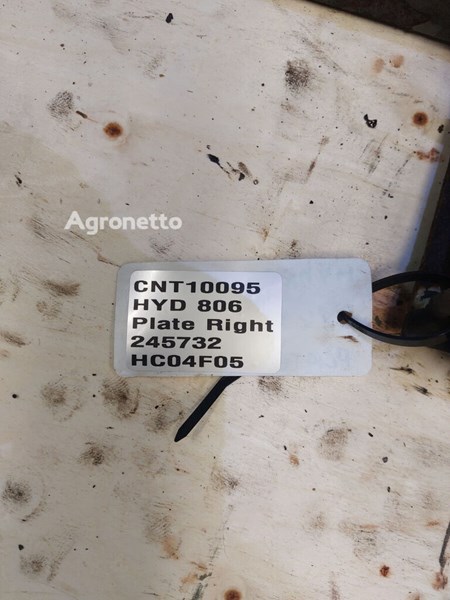 Agronetto
CNT10095
HYD 806
Plate Right
245732
HC04F05